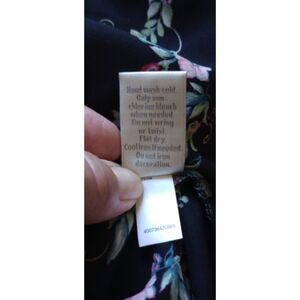 Hand wash cold.
Only non
chlorine bleach
when needed.
Do not wring
or twist.
Flat dry.
Cool iron if needed.
Do not iron
decoration.